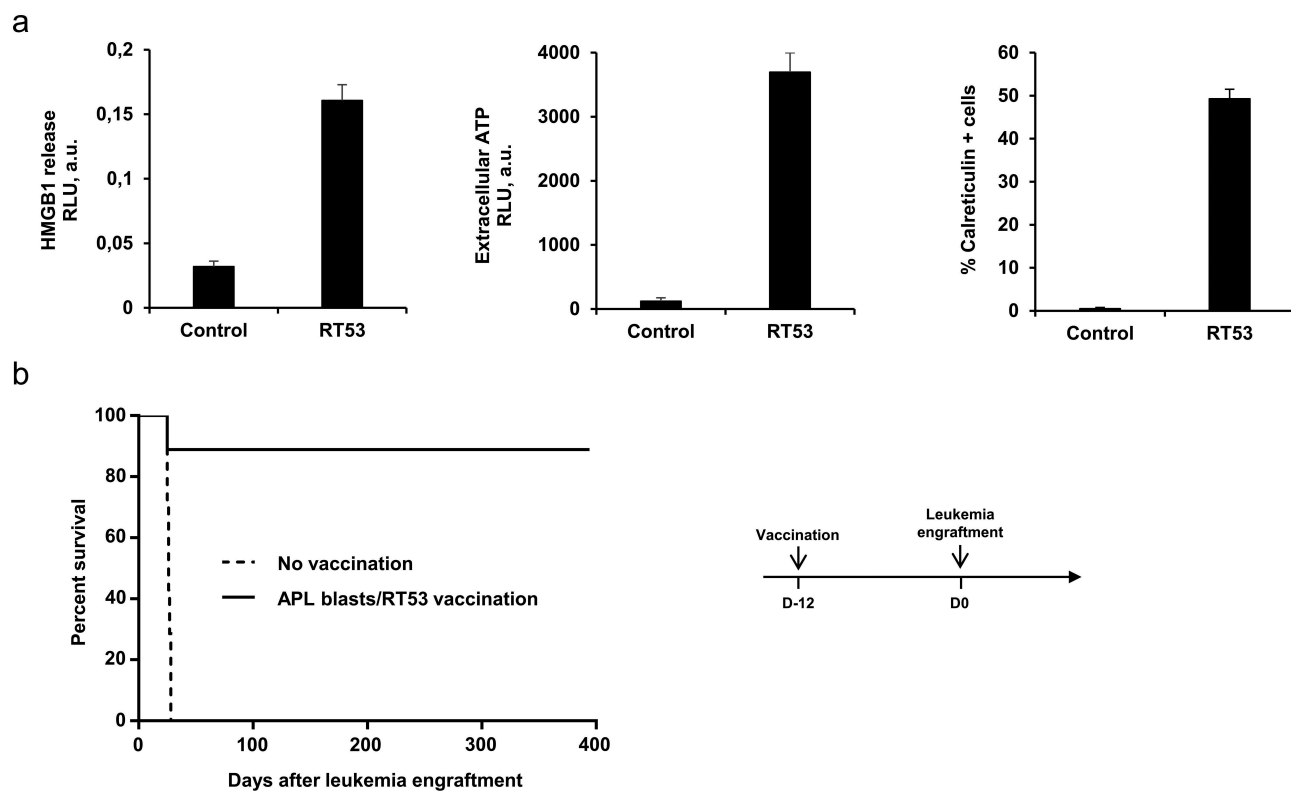 a
HMGB1 release
RLU, a.u.
0,2
0,15
0,1
0,05
0
Control
RT53
Extracellular ATP
RLU, a.u.
4000
3000
2000
1000
0
Control
RT53
% Calreticulin + cells
60
50
40
30
20
10
0
Control
RT53
b
Percent survival
100
80
60
40
20
0
0
100
200
300
400
No vaccination
APL blasts/RT53 vaccination
Days after leukemia engraftment
Vaccination
Leukemia
engraftment
D-12
D0